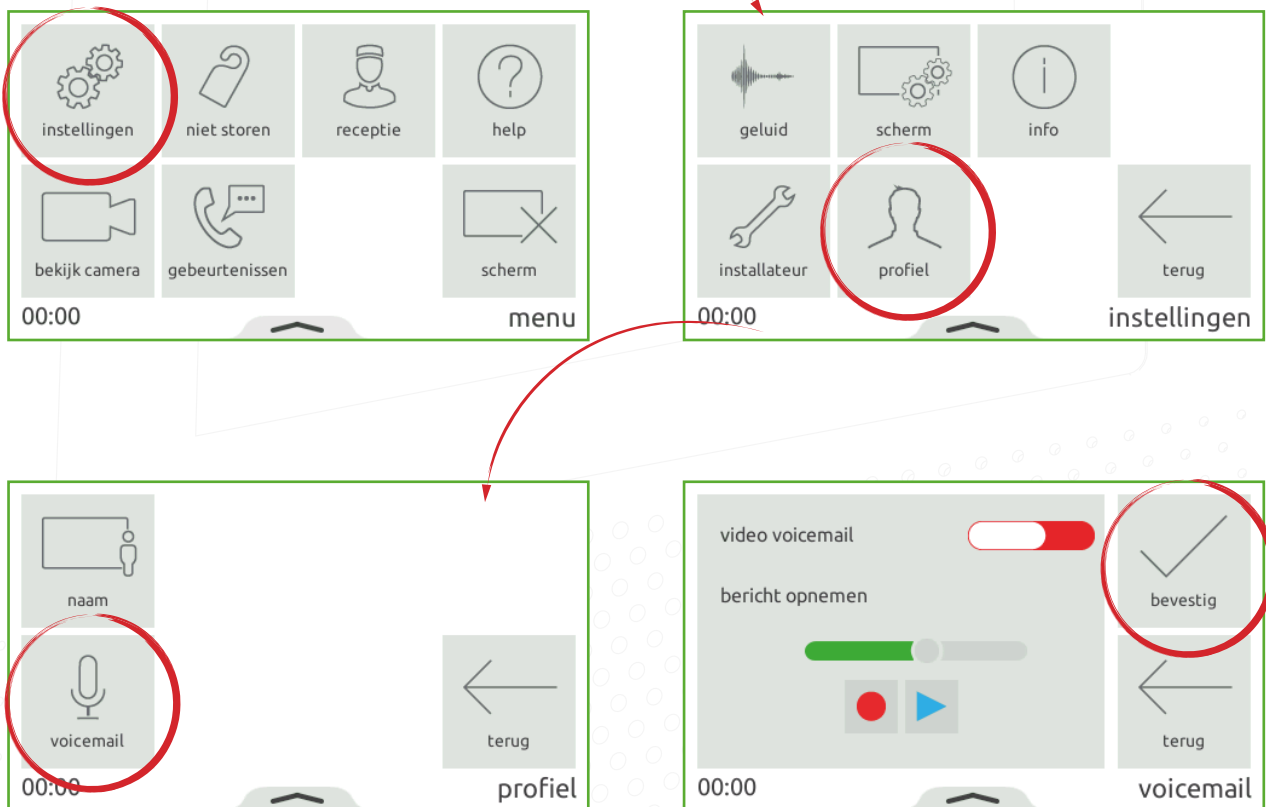 instellingen
niet storen
receptie
help
bekijk camera
gebeurtenissen
scherm
00:00
menu
geluid
scherm
info
installateur
profiel
terug
00:00
instellingen
naam
voicemail
terug
00:00
profiel
video voicemail
bericht opnemen
bevestig
terug
00:00
voicemail